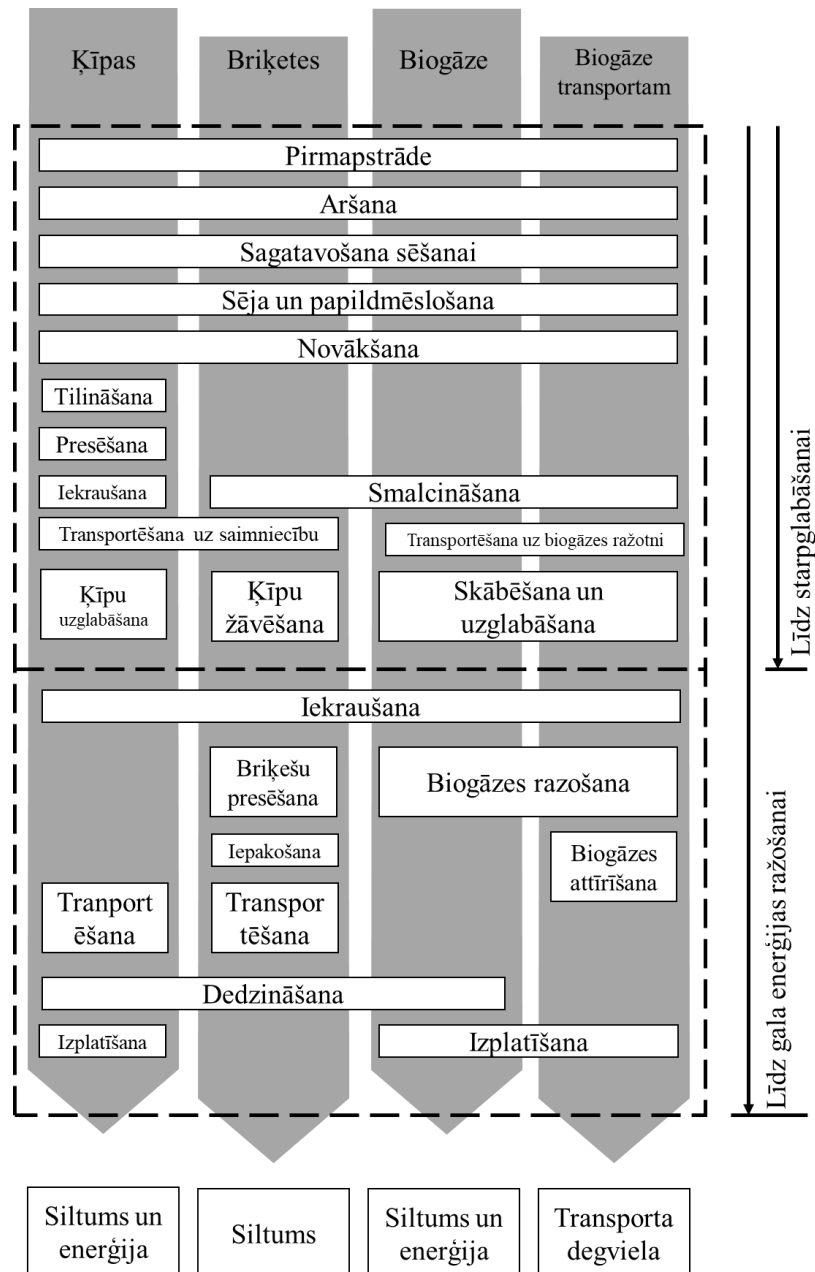 Ķīpas
Briķetes
Biogāze
Biogāze
transportam
Pirmapstrāde
Aršana
Sagatavošana sēšanai
Sēja un papildmēslošana
Novākšana
Tilināšana
Presēšana
Iekraušana
Smalcināšana
Transportēšana uz saimniecību
Transportēšana uz biogāzes ražotni
Ķīpu
uzglabāšana
Ķīpu
žāvēšana
Skābēšana un
uzglabāšana
Līdz starpglabāšanai
Iekraušana
Briķešu
presēšana
Biogāzes razošana
Iepakošana
Biogāzes
attīrīšana
Tranport
ēšana
Transpor
tēšana
Dedzināšana
Izplatīšana
Izplatīšana
Līdz gala enerģijas ražošanai
Siltums un
enerģija
Siltums
Siltums un
enerģija
Transporta
degviela